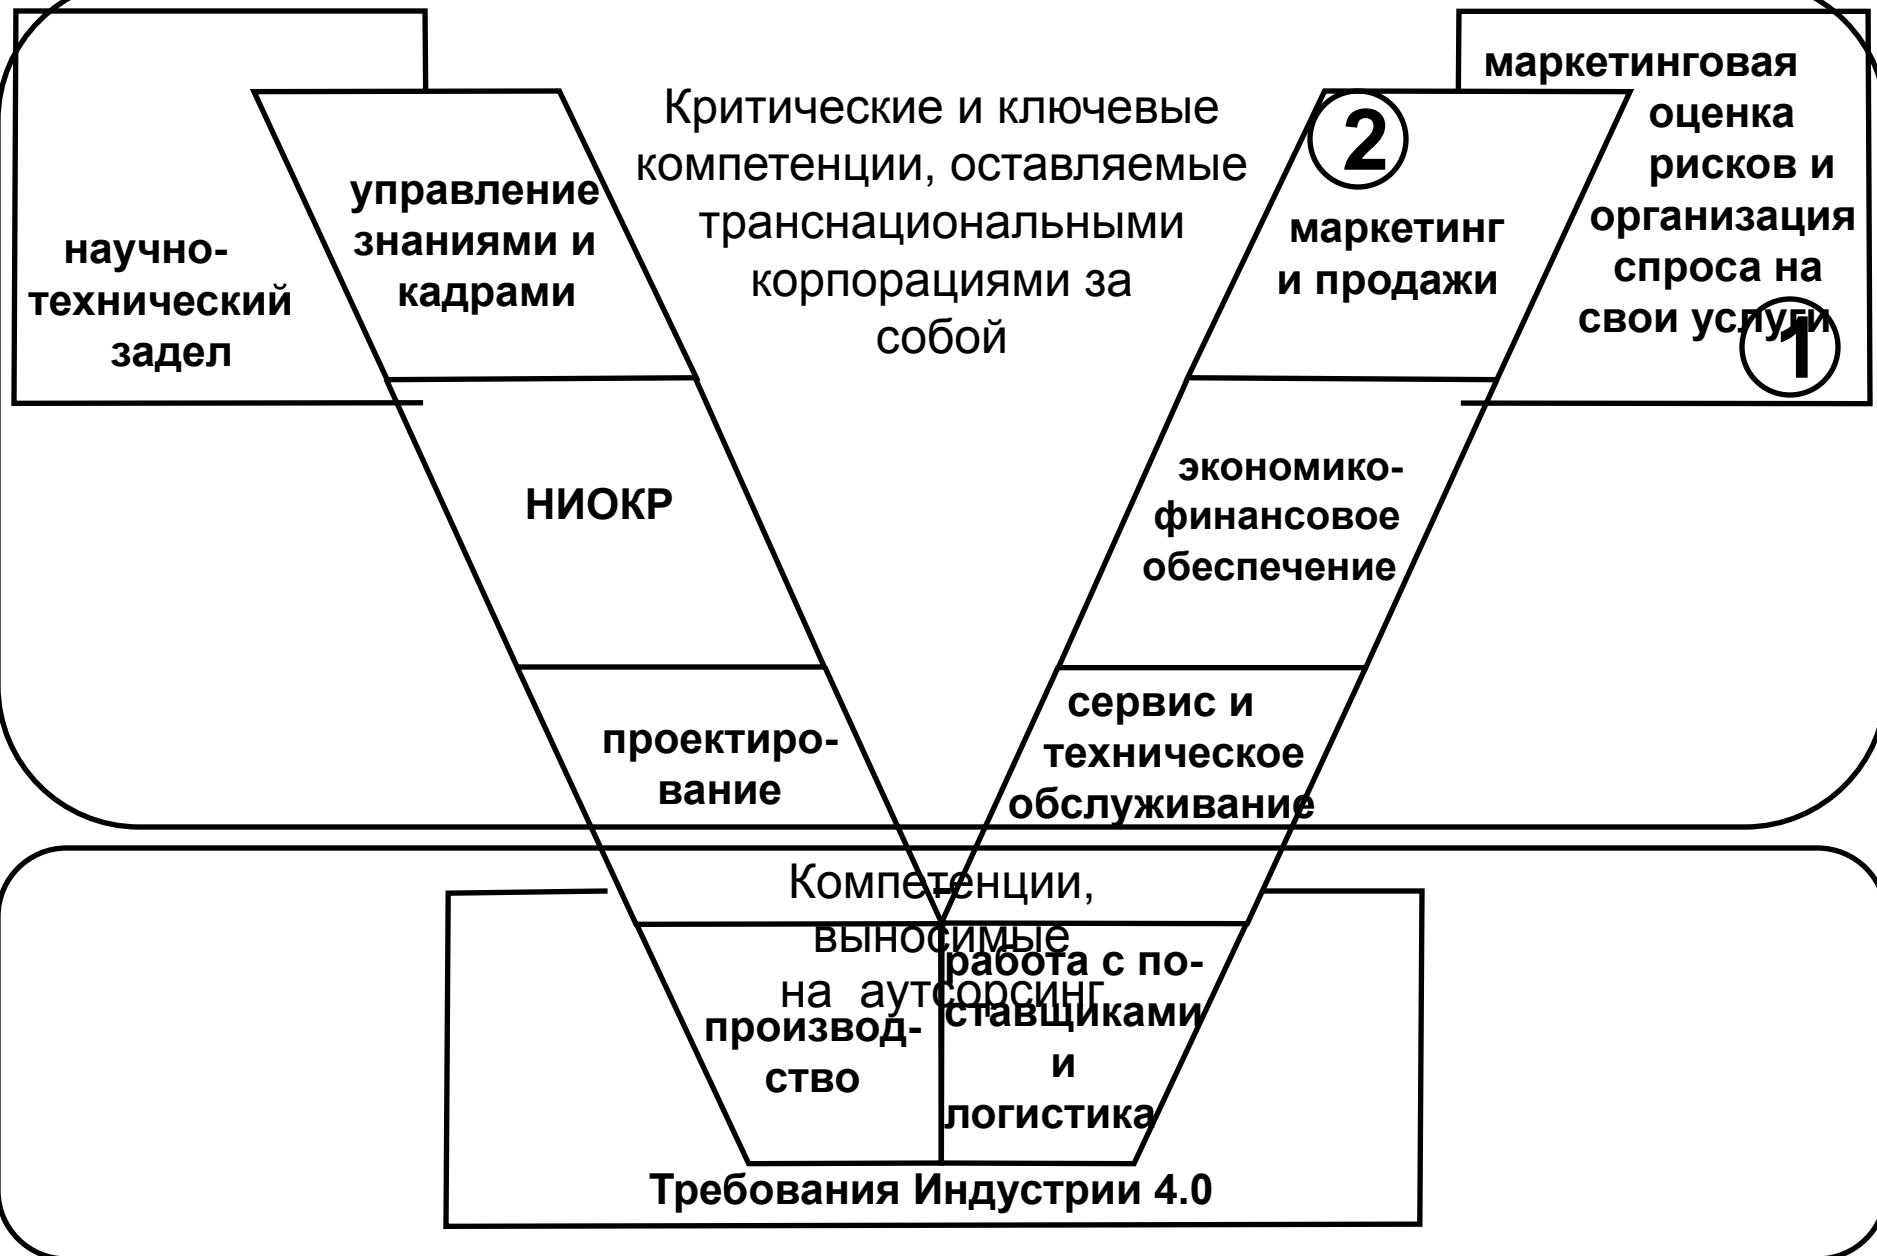 научно-
технический
задел
управление
знаниями и
кадрами
НИОКР
проектиро-
вание
Критические и ключевые
компетенции, оставляемые
транснациональными
корпорациями за
собой
2
маркетинг
и продажи
маркетинговая
оценка
рисков и
организация
спроса на
свои услуги
1
экономико-
финансовое
обеспечение
сервис и
техническое
обслуживание
Компетенции,
выносимые
на аутсорсинг
производ-
ство
работа с по-
ставщиками
и
логистика
Требования Индустрии 4.0